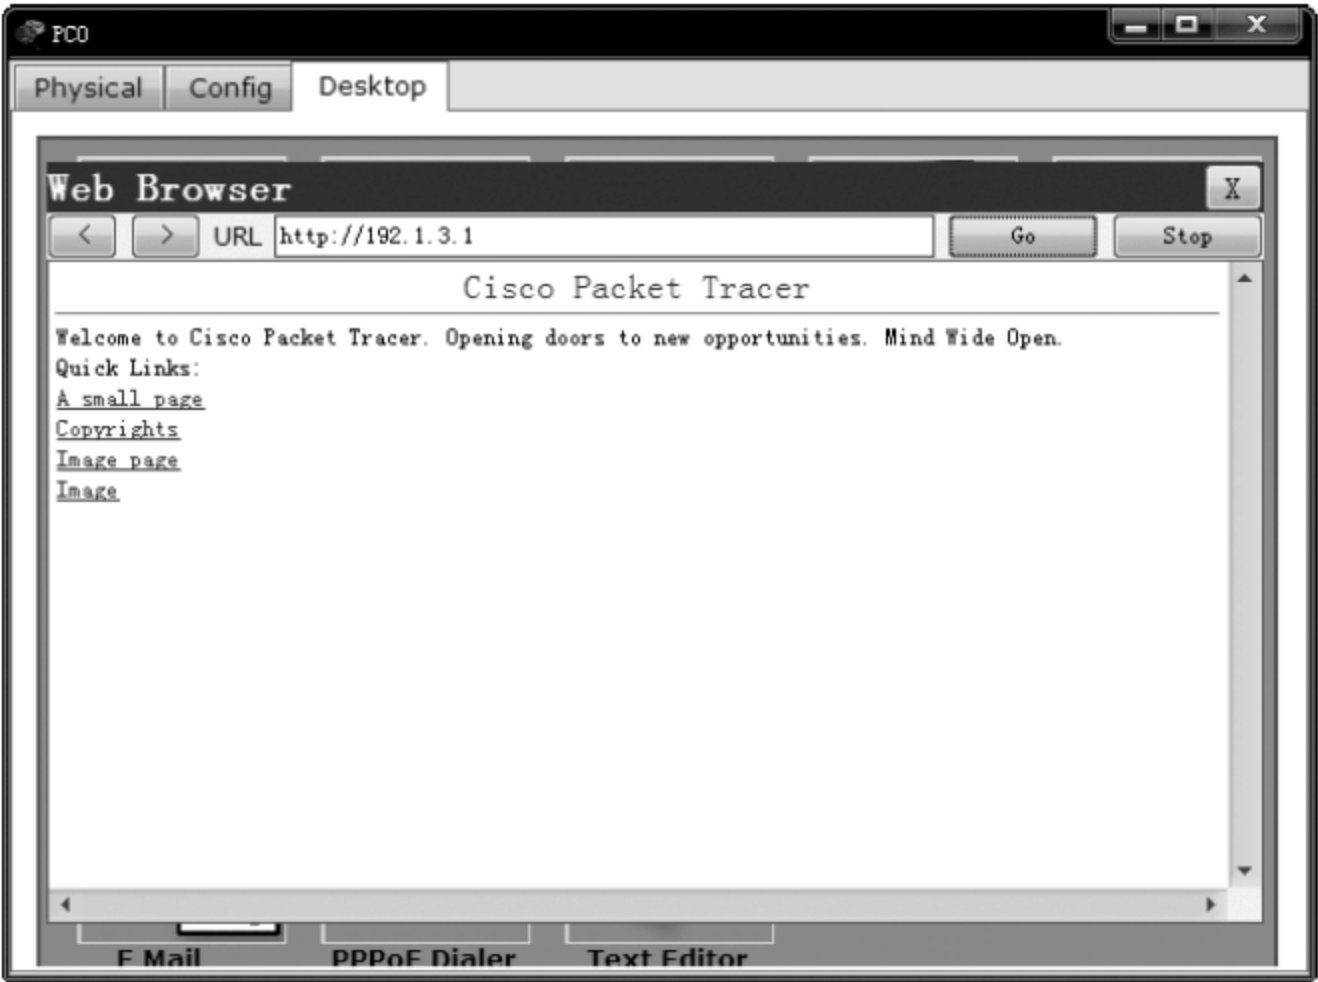 PC0
Physical Config Desktop
Web Browser X
< > URL http://192.1.3.1 Go Stop
Cisco Packet Tracer
Welcome to Cisco Packet Tracer. Opening doors to new opportunities. Mind Wide Open.
Quick Links:
A small page
Copyrights
Image page
Image
E Mail PPPoE Dialer Text Editor